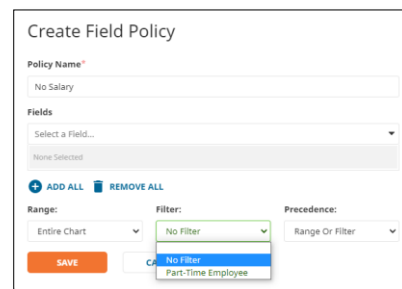 Create Field Policy
Policy Name*
No Salary
Fields
Select a Field...
None Selected
ADD ALL REMOVE ALL
Range: Filter: Precedence:
Entire Chart No Filter Range Or Filter
SAVE CA No Filter
Part-Time Employee